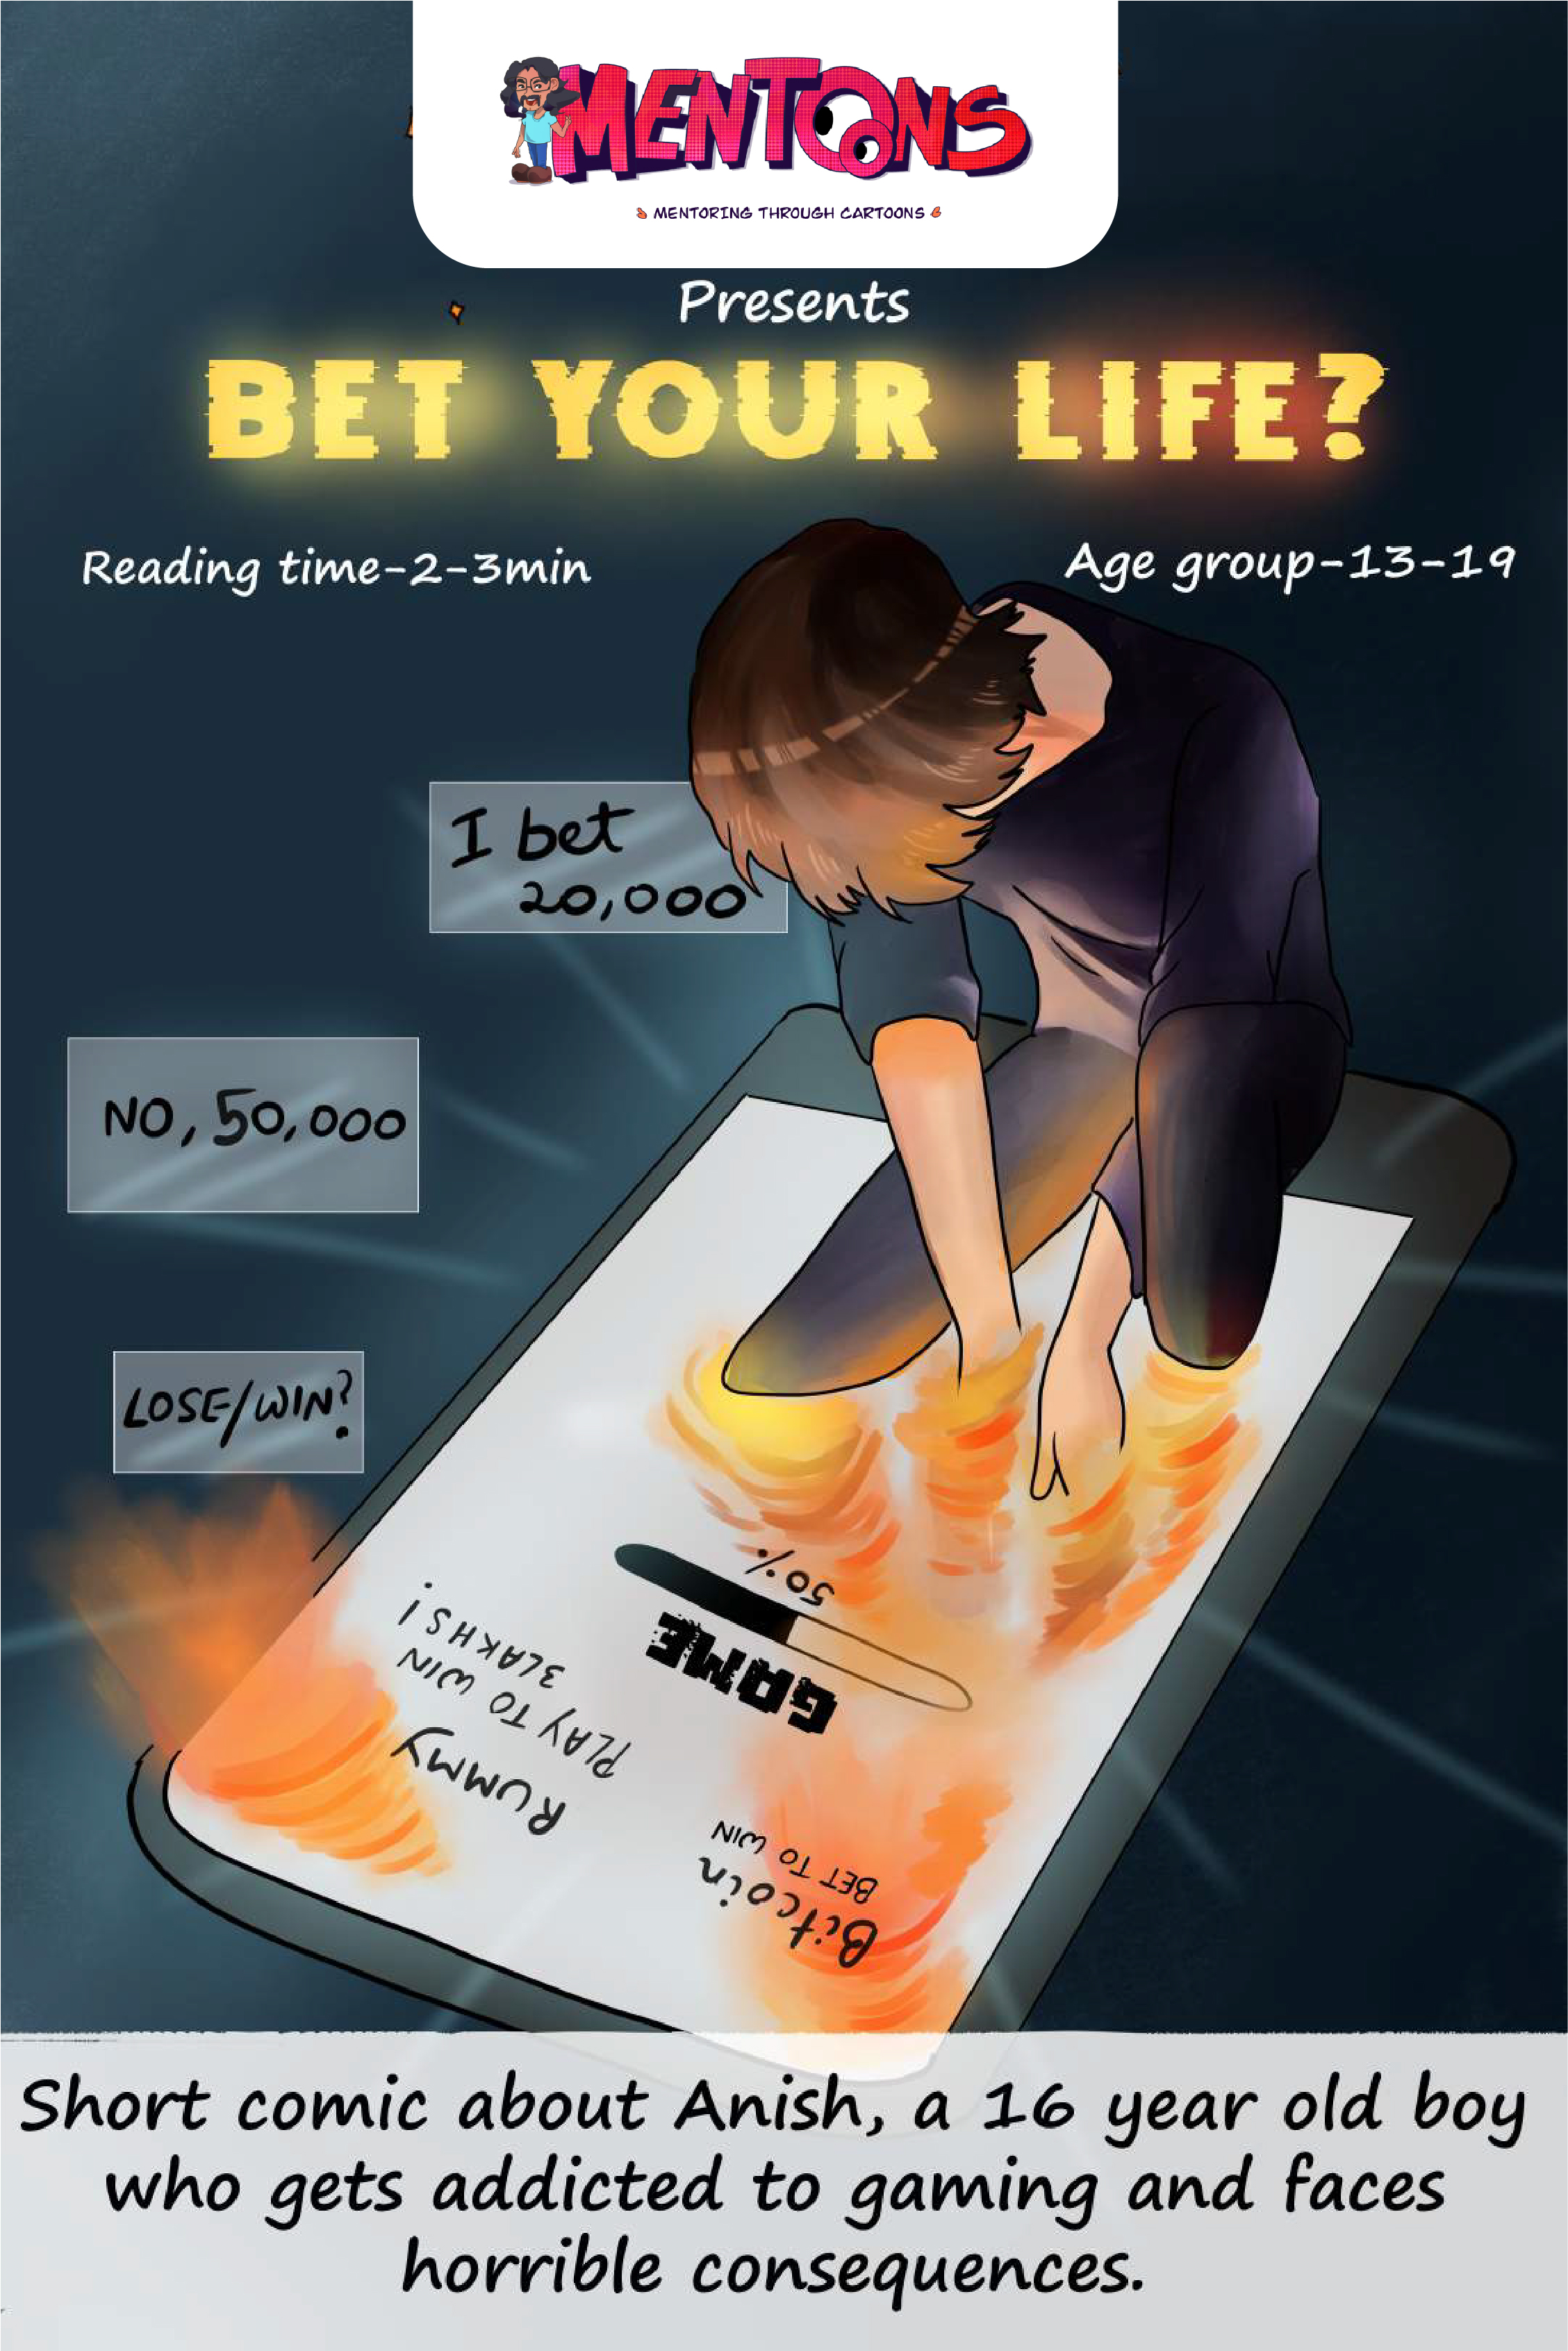 MENTOONS
MENTORING THROUGH CARTOONS
Presents
BET YOUR LIFE?
Reading time-2-3min
Age group-13-19
I bet
20,000
NO, 50,000
LOSE/WIN?
50%
GAME
RUMMY
PLAY TO WIN
3LAKHS!
Bitcoin
BET TO WIN
Short comic about Anish, a 16 year old boy
who gets addicted to gaming and faces
horrible consequences.